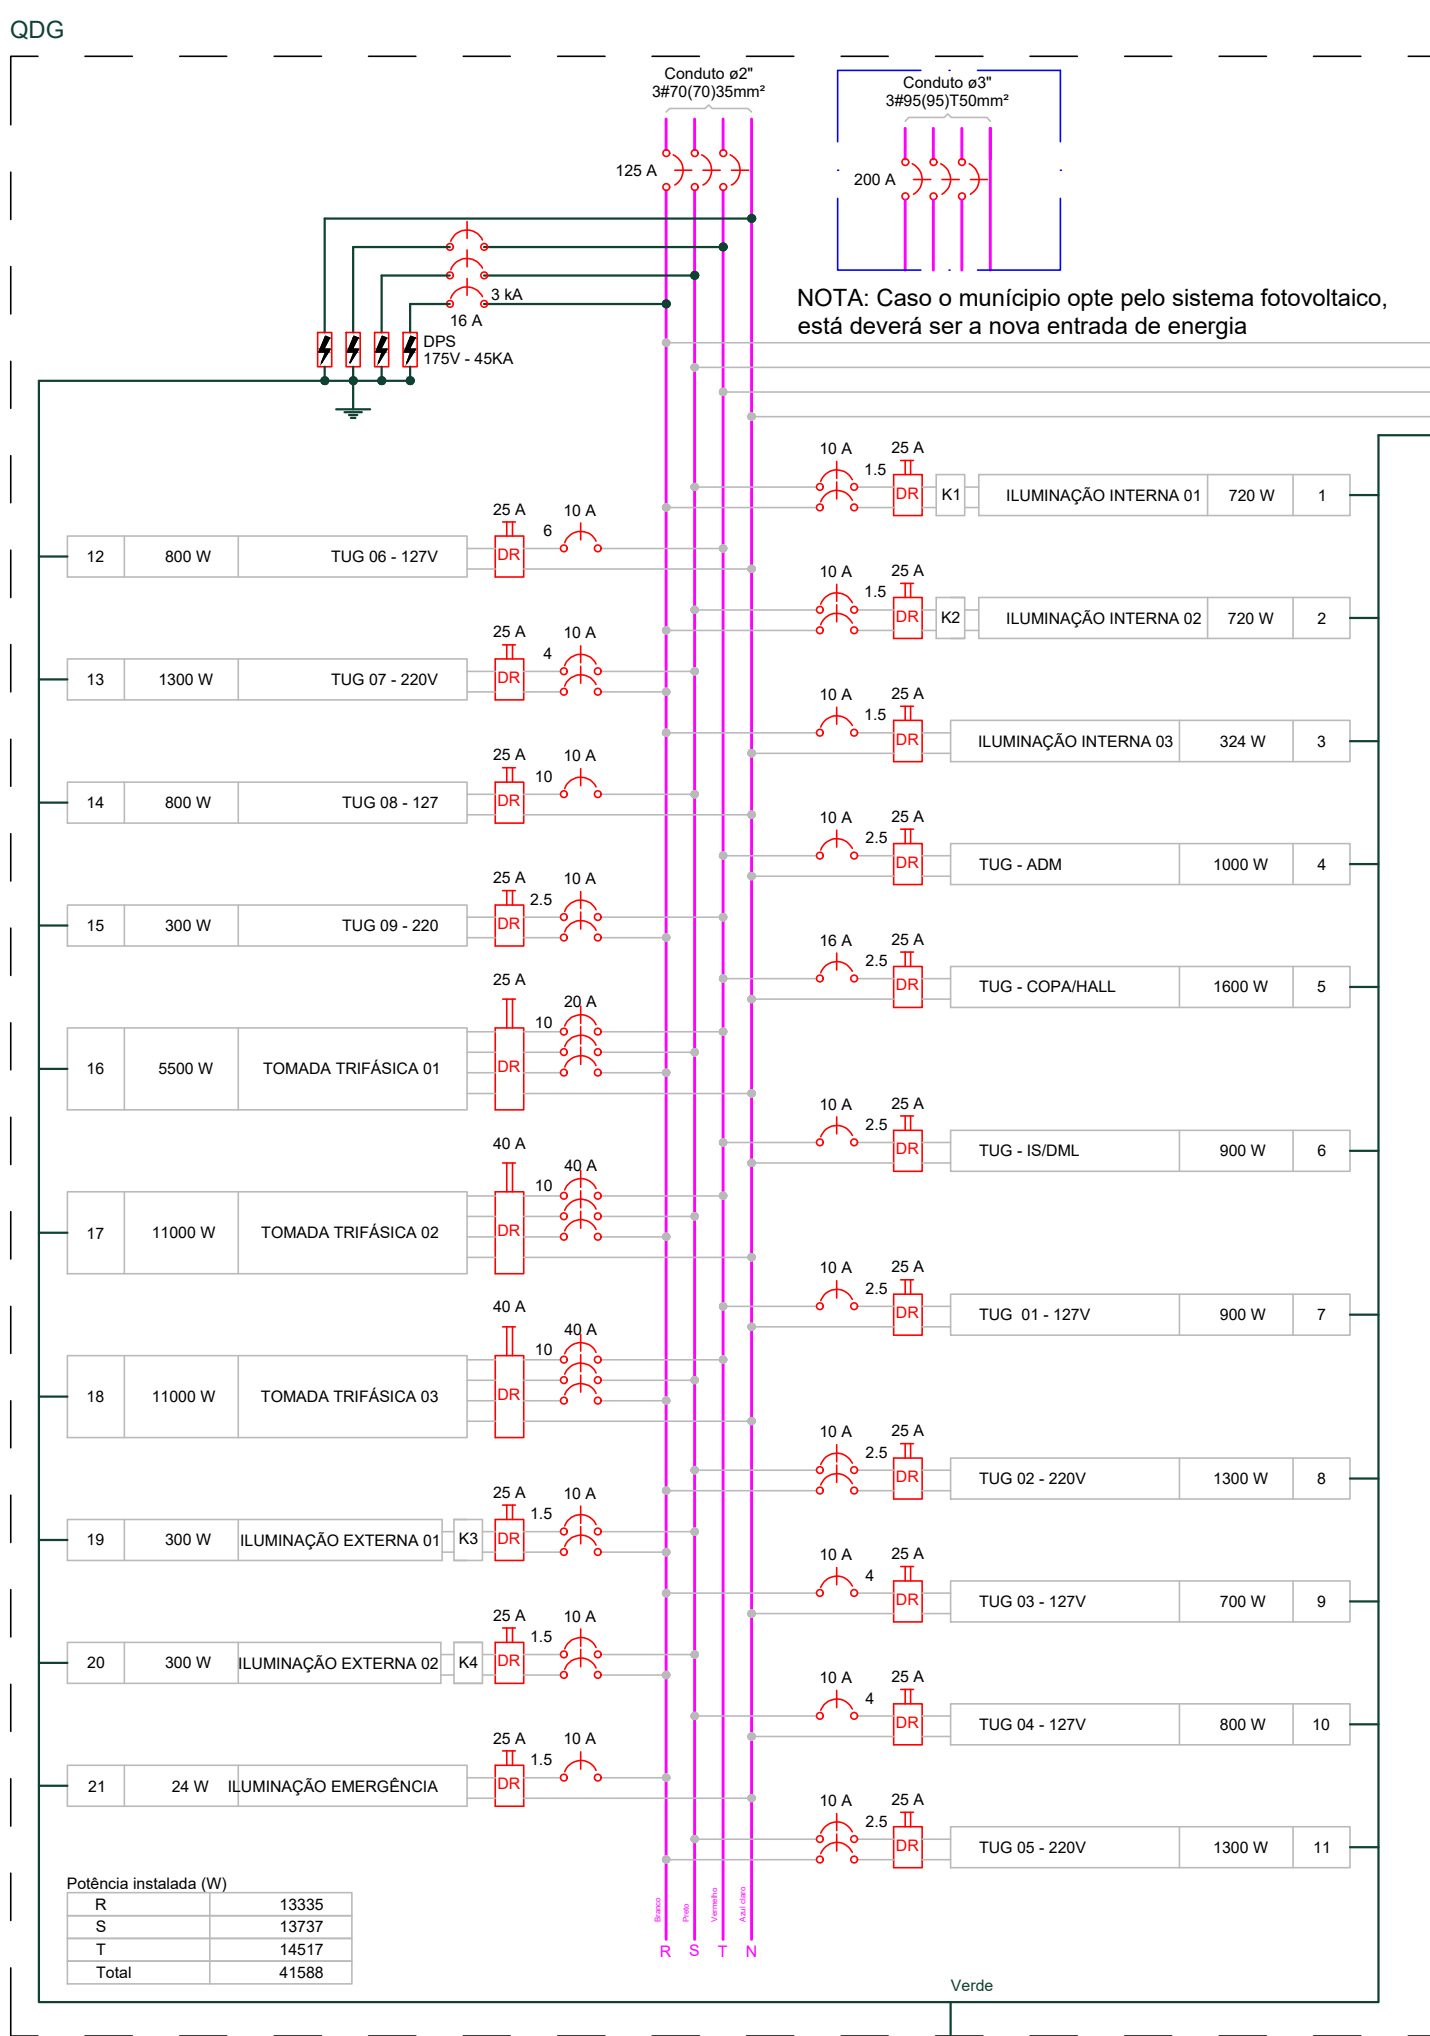 QDG
Conduto ø2"
3#70(70)35mm²
125 A
Conduto ø3"
3#95(95)T50mm²
200 A
NOTA: Caso o munícipio opte pelo sistema fotovoltaico,
está deverá ser a nova entrada de energia
3 kA
16 A
DPS
175V - 45KA
10 A
25 A
1.5
DR
K1
ILUMINAÇÃO INTERNA 01
720 W
1
10 A
25 A
1.5
DR
K2
ILUMINAÇÃO INTERNA 02
720 W
2
10 A
25 A
1.5
DR
ILUMINAÇÃO INTERNA 03
324 W
3
10 A
25 A
2.5
DR
TUG - ADM
1000 W
4
16 A
25 A
2.5
DR
TUG - COPA/HALL
1600 W
5
10 A
25 A
2.5
DR
TUG - IS/DML
900 W
6
10 A
25 A
2.5
DR
TUG 01 - 127V
900 W
7
10 A
25 A
2.5
DR
TUG 02 - 220V
1300 W
8
10 A
25 A
4
DR
TUG 03 - 127V
700 W
9
10 A
25 A
4
DR
TUG 04 - 127V
800 W
10
10 A
25 A
2.5
DR
TUG 05 - 220V
1300 W
11
25 A
10 A
6
12
800 W
TUG 06 - 127V
DR
25 A
10 A
4
13
1300 W
TUG 07 - 220V
DR
25 A
10 A
10
14
800 W
TUG 08 - 127
DR
25 A
10 A
2.5
15
300 W
TUG 09 - 220
DR
25 A
20 A
10
16
5500 W
TOMADA TRIFÁSICA 01
DR
40 A
40 A
10
17
11000 W
TOMADA TRIFÁSICA 02
DR
40 A
40 A
10
18
11000 W
TOMADA TRIFÁSICA 03
DR
25 A
10 A
1.5
19
300 W
ILUMINAÇÃO EXTERNA 01
K3
DR
25 A
10 A
1.5
20
300 W
ILUMINAÇÃO EXTERNA 02
K4
DR
25 A
10 A
1.5
21
24 W
ILUMINAÇÃO EMERGÊNCIA
DR
Potência instalada (W)
R 13335
S 13737
T 14517
Total 41588
Branco
Preto
Vermelho
Azul claro
R S T N
Verde